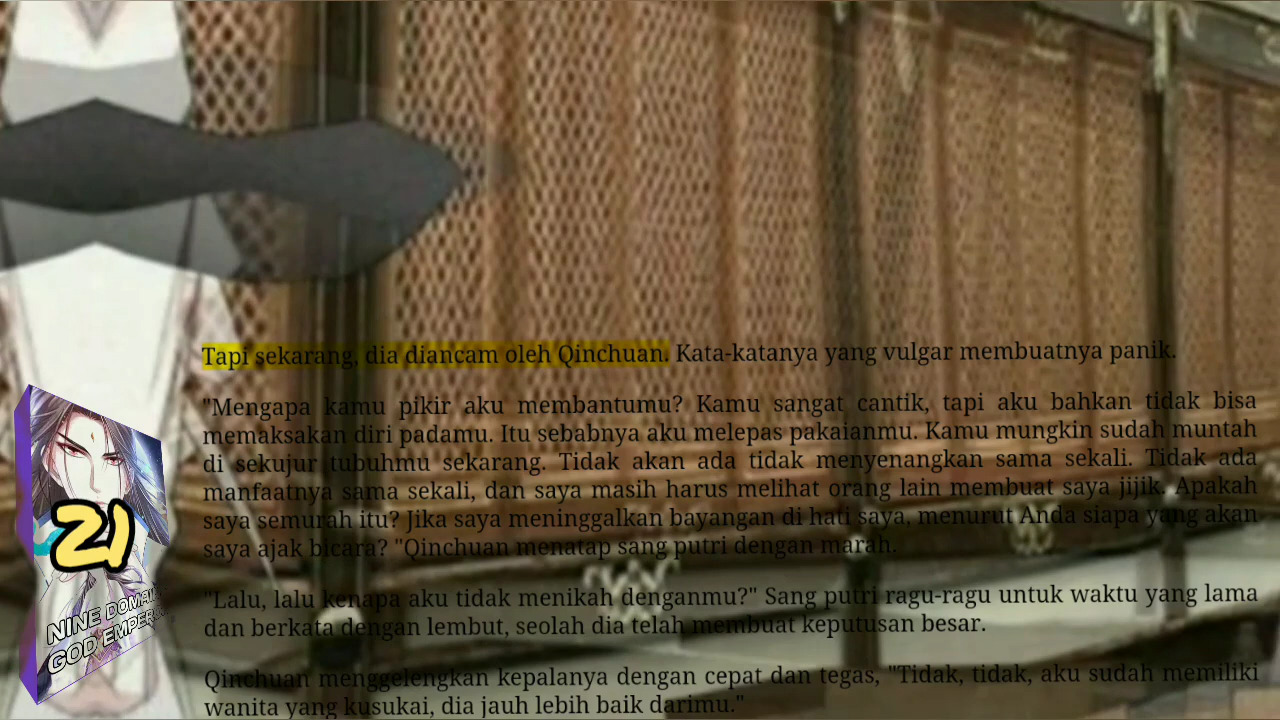 Tapi sekarang, dia diancam oleh Qinchuan. Kata-katanya yang vulgar membuatnya panik.
"Mengapa kamu pikir aku membantumu? Kamu sangat cantik, tapi aku bahkan tidak bisa
memaksakan diri padamu. Itu sebabnya aku melepas pakaianmu. Kamu mungkin sudah muntah
di sekujur tubuhmu sekarang. Tidak akan ada tidak menyenangkan sama sekali. Tidak ada
manfaatnya sama sekali, dan saya masih harus melihat orang lain membuat saya jijik. Apakah
saya semurah itu? Jika saya meninggalkan bayangan di hati saya, menurut Anda siapa yang akan
saya ajak bicara? "Qinchuan menatap sang putri dengan marah.
"Lalu, lalu kenapa aku tidak menikah denganmu?" Sang putri ragu-ragu untuk waktu yang lama
dan berkata dengan lembut, seolah dia telah membuat keputusan besar.
Qinchuan menggelengkan kepalanya dengan cepat dan tegas, "Tidak, tidak, aku sudah memiliki
wanita yang kusukai, dia jauh lebih baik darimu."
21
NINE DOMAIN
GOD EMPEROR